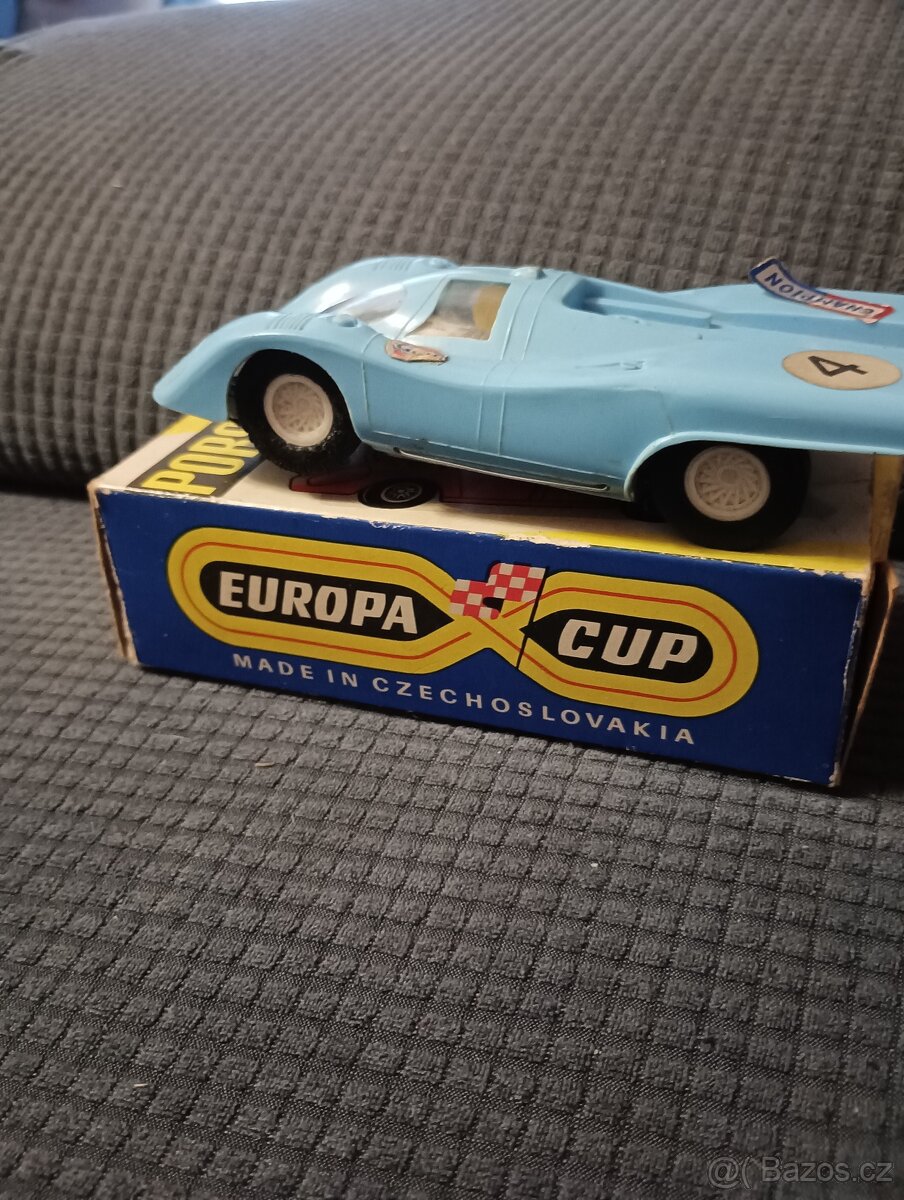 CHAMPION
4
PORS
EUROPA CUP
MADE IN CZECHOSLOVAKIA
@( Bazos.cz